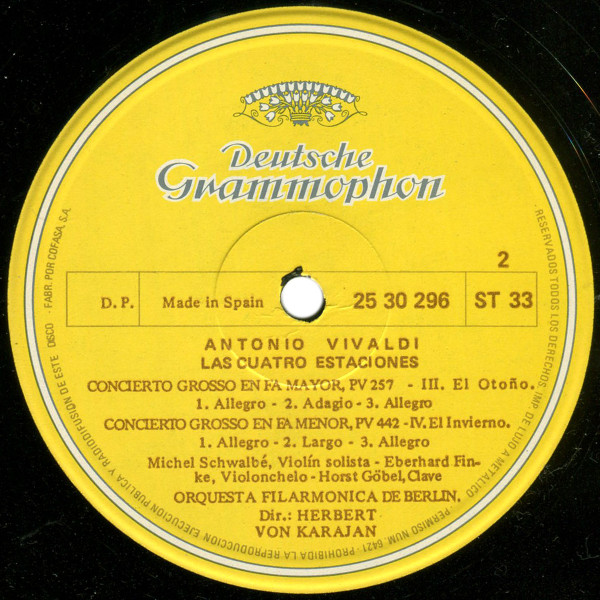 Deutsche
Grammophon
2
D.P.
Made in Spain
25 30 296
ST 33
ANTONIO VIVALDI
LAS CUATRO ESTACIONES
CONCIERTO GROSSO EN FA MAYOR, PV 257 - III. El Otoño.
1. Allegro - 2. Adagio - 3. Allegro
CONCIERTO GROSSO EN FA MENOR, PV 442 -IV. El Invierno.
1. Allegro - 2. Largo - 3. Allegro
Michel Schwalbé, Violín solista - Eberhard Fin-
ke, Violonchelo - Horst Göbel, Clave
ORQUESTA FILARMONICA DE BERLIN.
Dir.: HERBERT
VON KARAJAN
RESERVADOS TODOS LOS DERECHOS · IMP. DE LUJO A METALICO · PERMISO NUM. 6421 · PROHIBIDA LA REPRODUCCION EJECUCION PUBLICA Y RADIODIFUSION DE ESTE DISCO · FABR. POR COFASA, S.A.